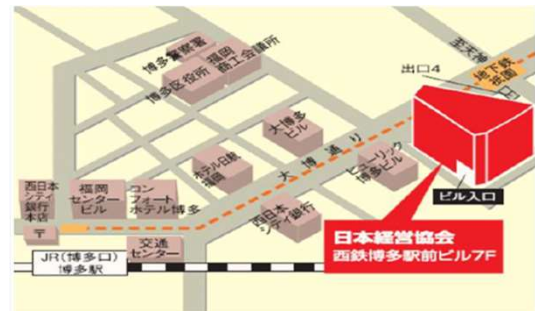 至天神
出口4
地下鉄
祇園
博多警察署
福岡
商工会議所
博多区役所
大博多
ビル
大博通り
ヒューリック
博多ビル
ホテル日航
福岡
ビル入口
西日本
シティ
銀行
本店
〒
福岡
センター
ビル
コン
フォート
ホテル博多
西日本
シティ銀行
交通
センター
JR(博多口)
博多駅
日本経営協会
西鉄博多駅前ビル7F